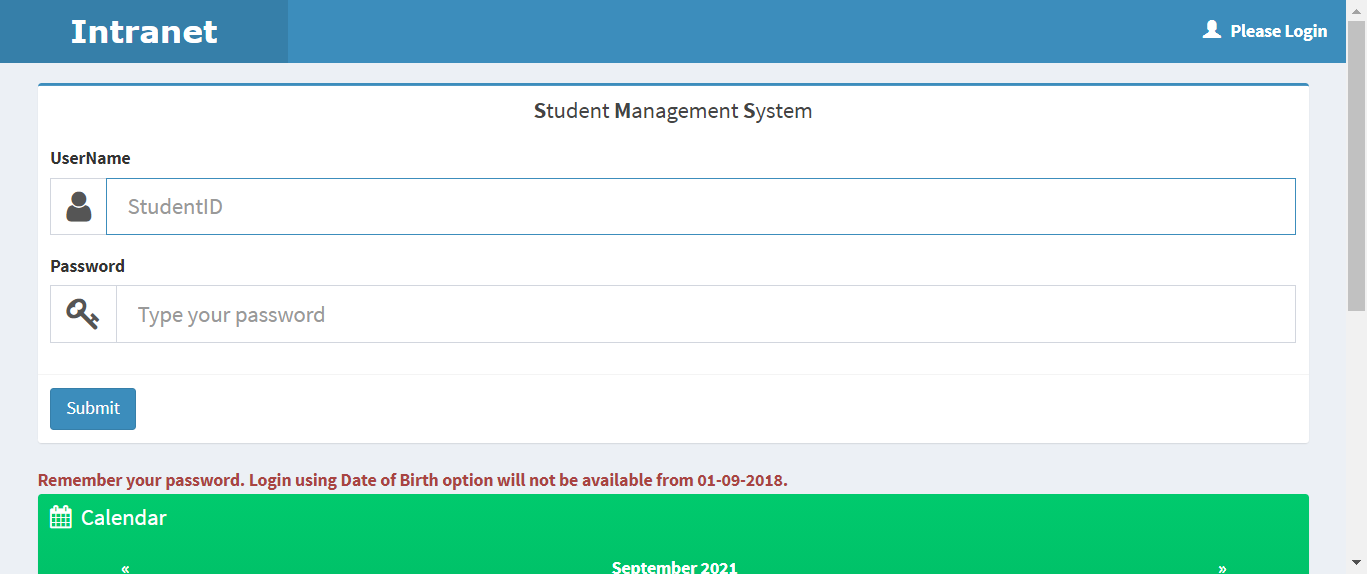 Intranet
Please Login
Student Management System
UserName
StudentID
Password
Type your password
Submit
Remember your password. Login using Date of Birth option will not be available from 01-09-2018.
Calendar
« September 2021 »